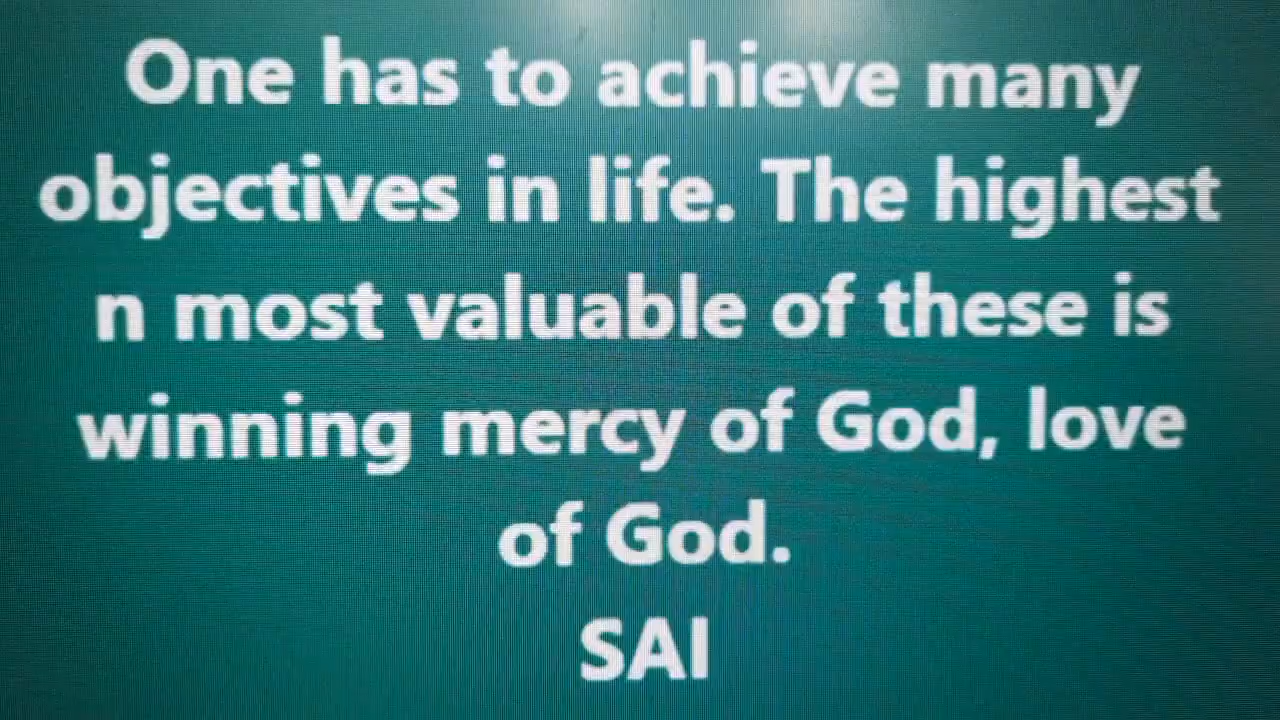 One has to achieve many
objectives in life. The highest
n most valuable of these is
winning mercy of God, love
of God.
SAI